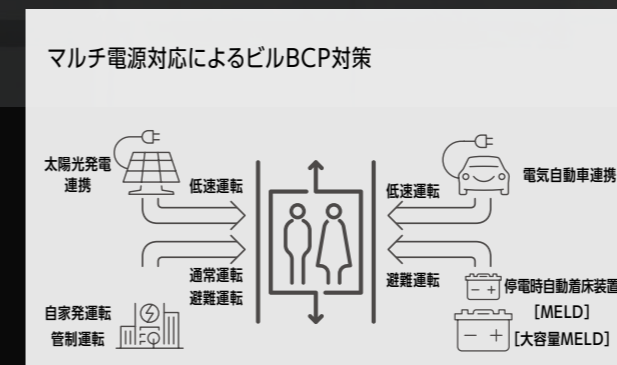 マルチ電源対応によるビルBCP対策
太陽光発電
連携
低速運転
通常運転
避難運転
自家発運転
管制運転
低速運転
電気自動車連携
避難運転
停電時自動着床装置
[MELD]
[大容量MELD]